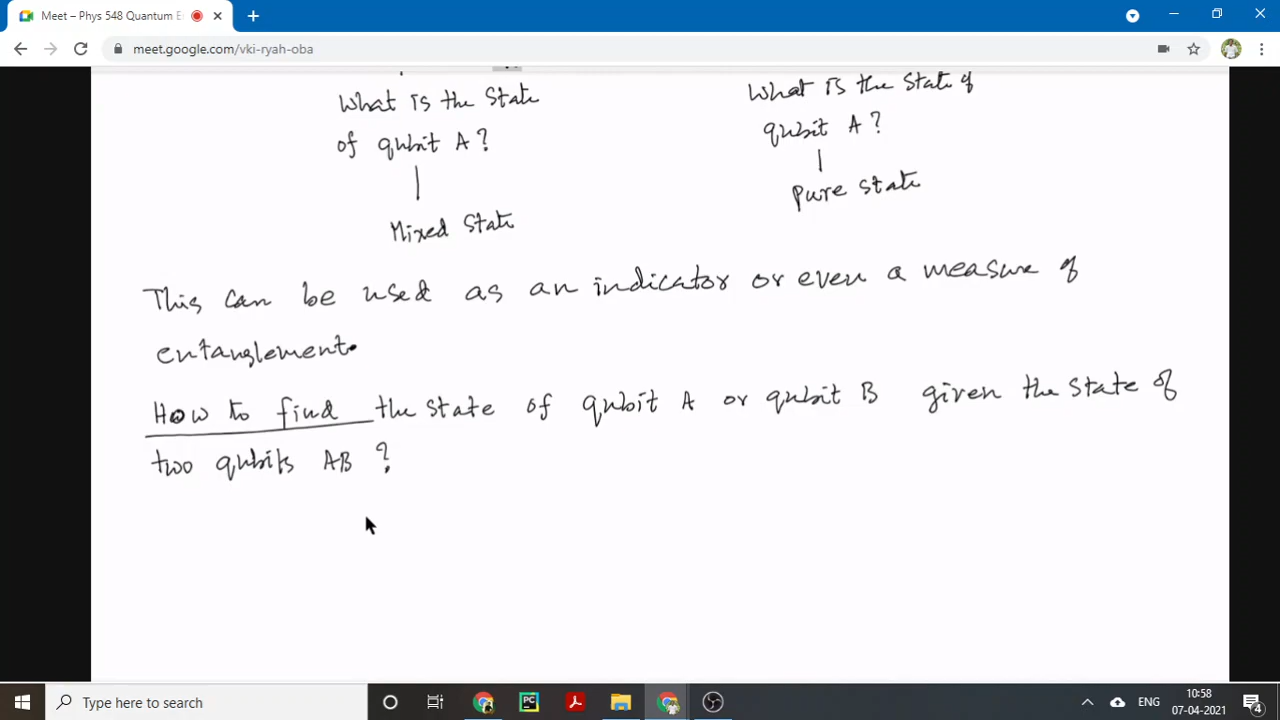 Meet – Phys 548 Quantum E
meet.google.com/vki-ryah-oba
What is the State
of qubit A?
Mixed State
What is the State of
qubit A?
pure state
This can be used as an indicator or even a measure of
entanglement.
How to find the state of qubit A or qubit B given the state of
two qubits AB ?
Type here to search
ENG
10:58
07-04-2021
4